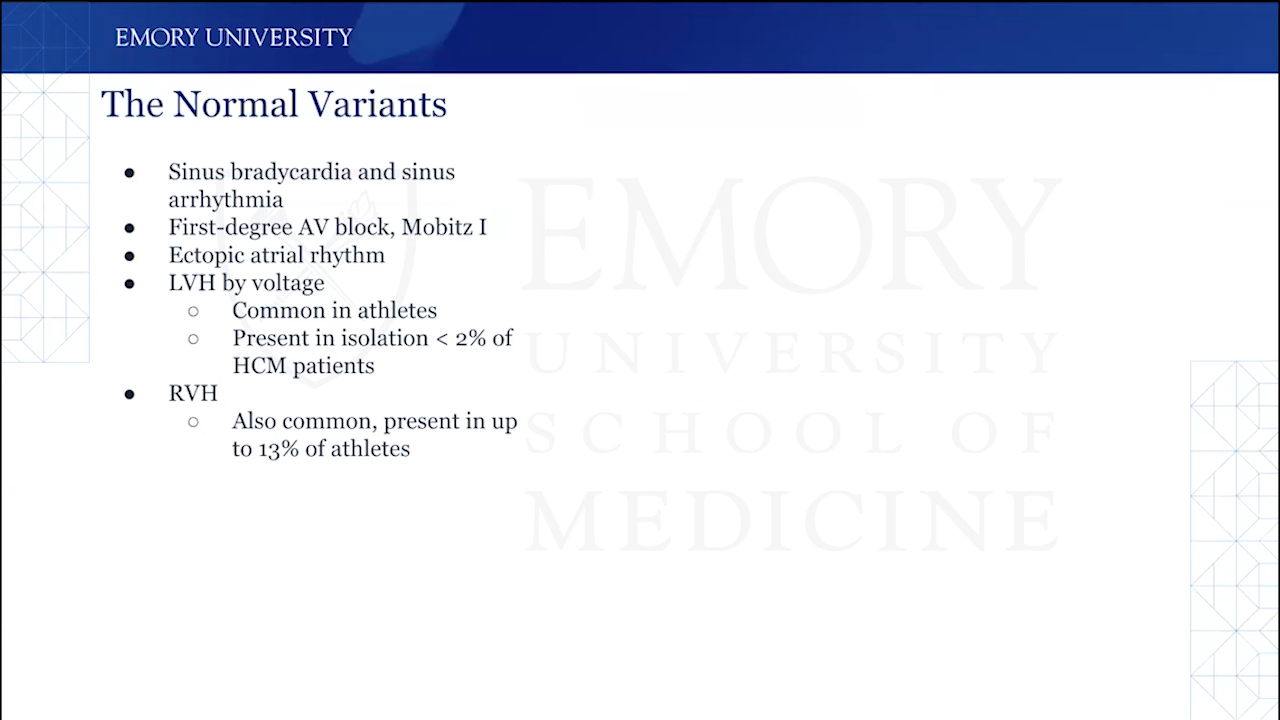 EMORY UNIVERSITY
The Normal Variants
● Sinus bradycardia and sinus
arrhythmia
● First-degree AV block, Mobitz I
● Ectopic atrial rhythm
● LVH by voltage
○ Common in athletes
○ Present in isolation < 2% of
HCM patients
● RVH
○ Also common, present in up
to 13% of athletes
EMORY
UNIVERSITY
SCHOOL OF
MEDICINE